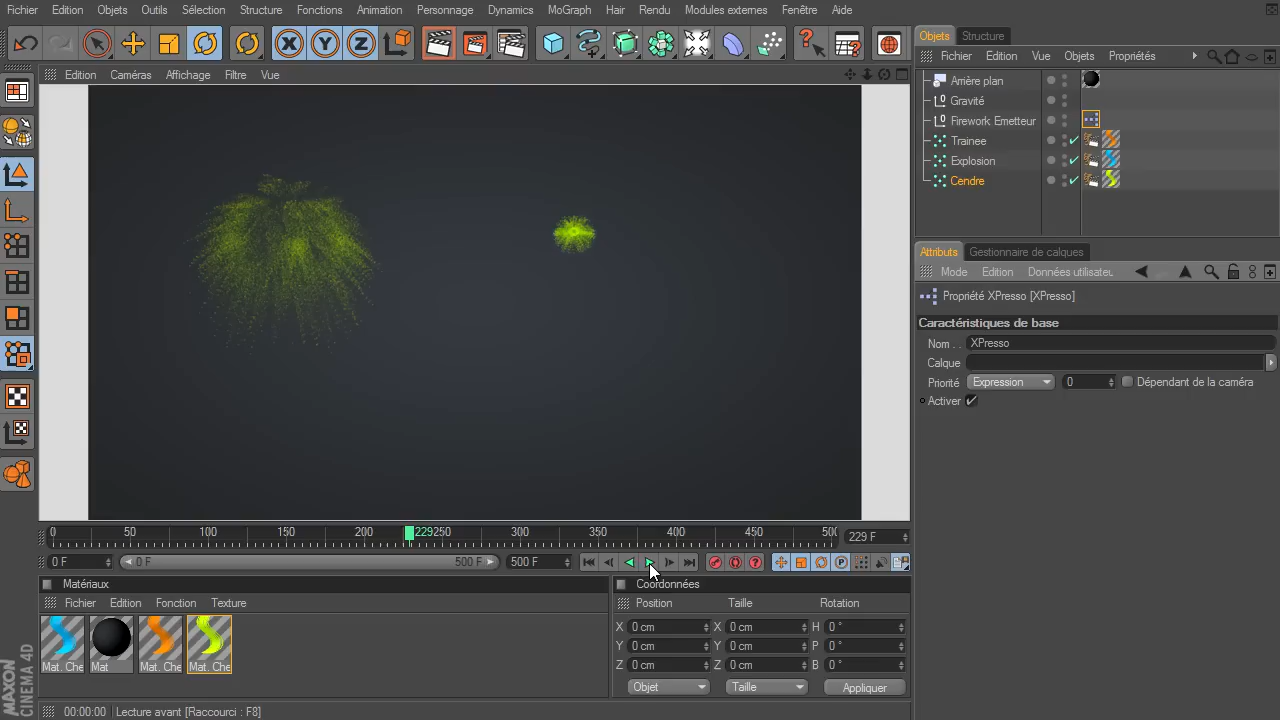 Fichier Edition Objets Outils Sélection Structure Fonctions Animation Personnage Dynamics MoGraph Hair Rendu Modules externes Fenêtre Aide
X Y Z
Edition Caméras Affichage Filtre Vue
Objets Structure
Fichier Edition Vue Objets Propriétés
Arrière plan
Gravité
Firework Emetteur
Trainee
Explosion
Cendre
Attributs Gestionnaire de calques
Mode Edition Données utilisateu
Propriété XPresso [XPresso]
Caractéristiques de base
Nom . . XPresso
Calque
Priorité Expression 0 Dépendant de la caméra
Activer
0 50 100 150 200 229 250 300 350 400 450 500 229 F
0 F 0 F 500 F 500 F
Matériaux
Fichier Edition Fonction Texture
Mat. Che Mat Mat. Che Mat. Che
Coordonnées
Position Taille Rotation
X 0 cm X 0 cm H 0 °
Y 0 cm Y 0 cm P 0 °
Z 0 cm Z 0 cm B 0 °
Objet Taille Appliquer
MAXON
CINEMA 4D
00:00:00 Lecture avant [Raccourci : F8]